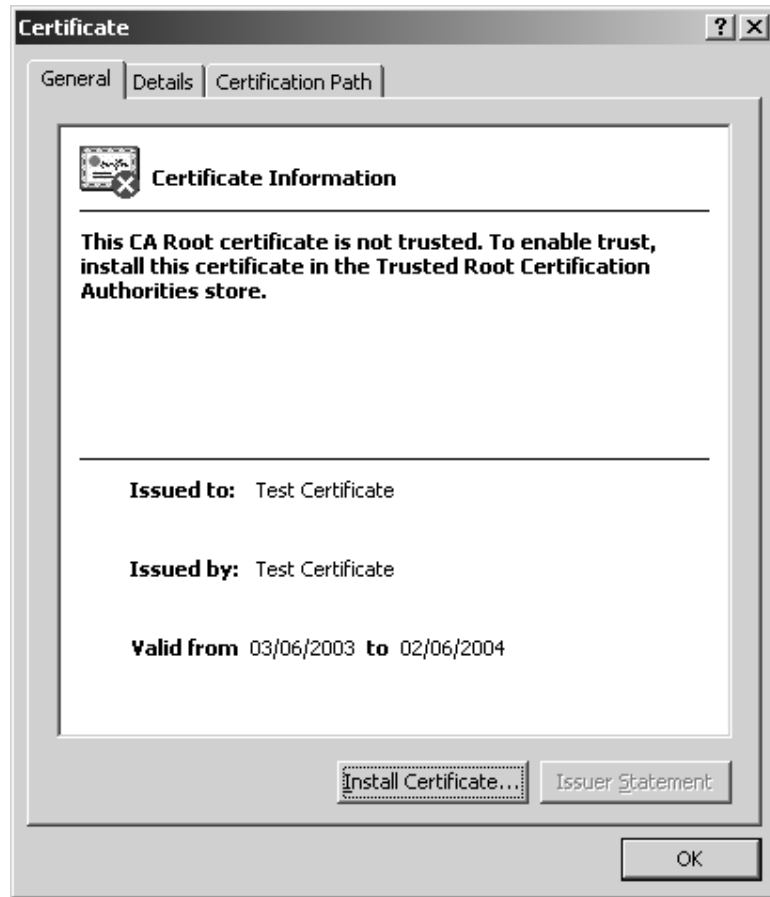 Certificate
General Details Certification Path
Certificate Information
This CA Root certificate is not trusted. To enable trust,
install this certificate in the Trusted Root Certification
Authorities store.
Issued to: Test Certificate
Issued by: Test Certificate
Valid from 03/06/2003 to 02/06/2004
Install Certificate... Issuer Statement
OK